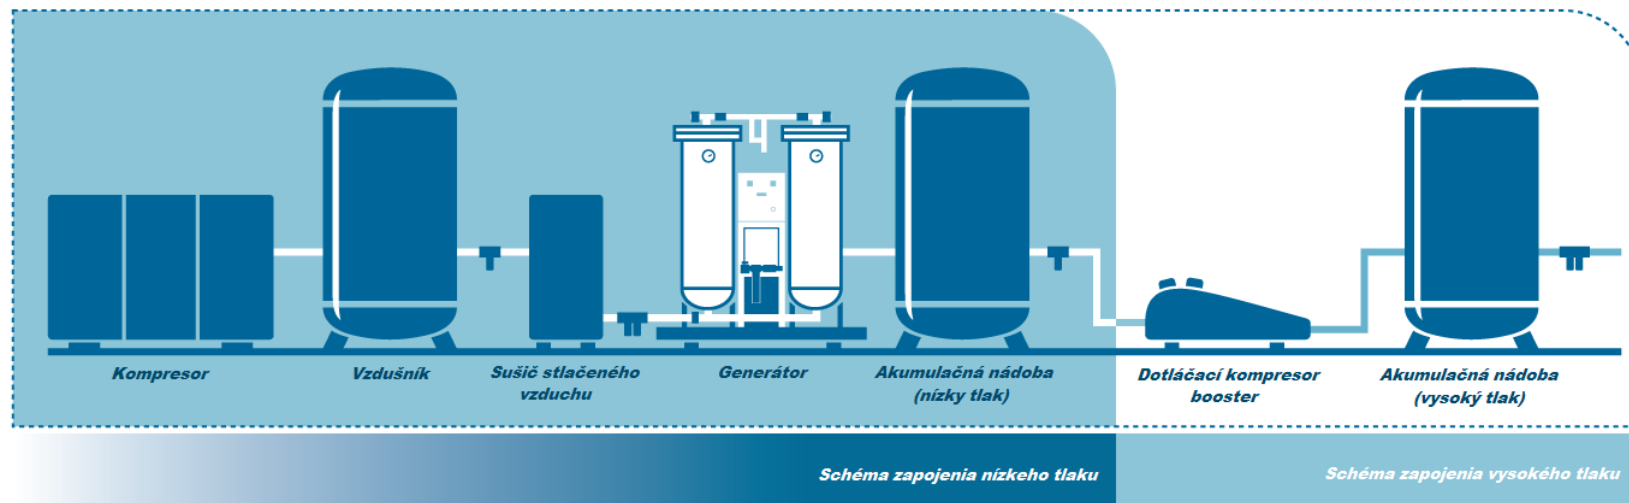 Kompresor
Vzdušník
Sušič stlačeného
vzduchu
Generátor
Akumulačná nádoba
(nízky tlak)
Dotláčací kompresor
booster
Akumulačná nádoba
(vysoký tlak)
Schéma zapojenia nízkeho tlaku
Schéma zapojenia vysokého tlaku